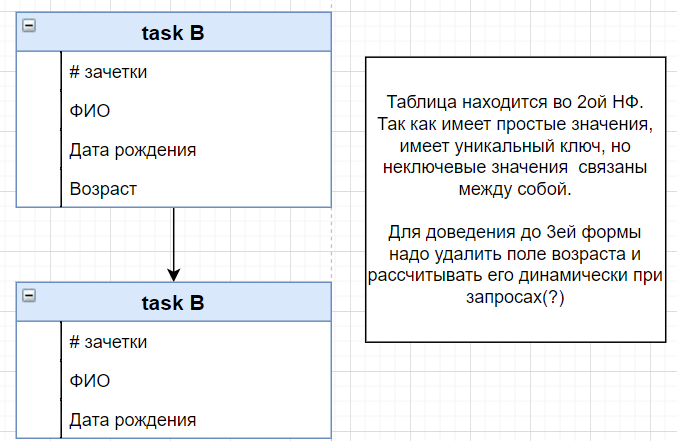 task B
# зачетки
ФИО
Дата рождения
Возраст
Таблица находится во 2ой НФ.
Так как имеет простые значения,
имеет уникальный ключ, но
неключевые значения связаны
между собой.
Для доведения до 3ей формы
надо удалить поле возраста и
рассчитывать его динамически при
запросах(?)
task B
# зачетки
ФИО
Дата рождения